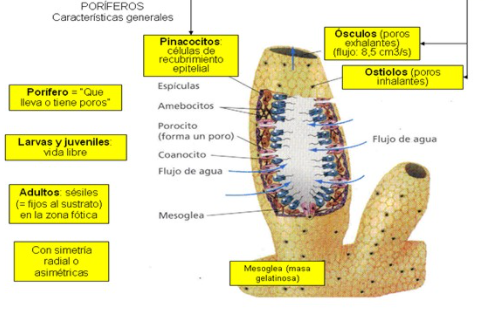 PORÍFEROS
Características generales
Pinacocitos:
células de
recubrimiento
epitelial
Ósculos (poros
exhalantes)
(flujo: 8,5 cm3/s)
Ostiolos (poros
inhalantes)
Porífero = "Que
lleva o tiene poros"
Larvas y juveniles:
vida libre
Adultos: sésiles
(= fijos al sustrato)
en la zona fótica
Con simetría
radial o
asimétricas
Espículas
Amebocitos
Porocito
(forma un poro)
Coanocito
Flujo de agua
Mesoglea
Flujo de agua
Mesoglea (masa
gelatinosa)